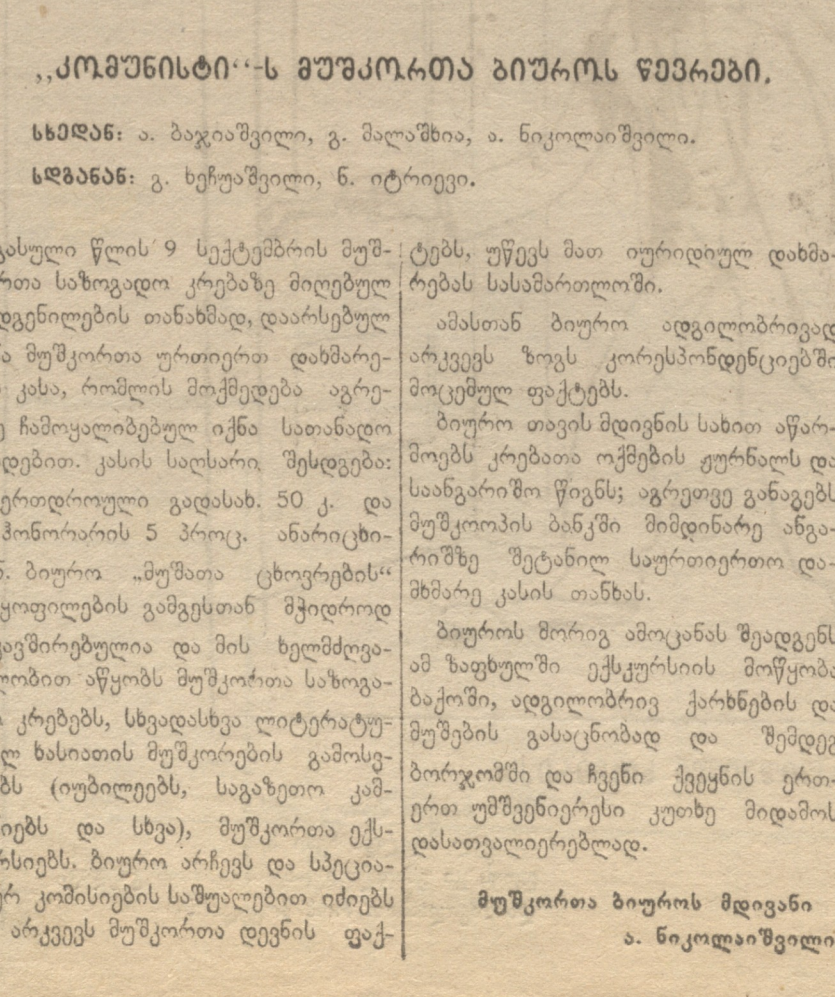 „კომუნისტი“-ს მუშკორთა ბიუროს წევრები.
სხედან: ა. ბაჯიაშვილი, გ. მალაშხია, ა. ნიკოლაიშვილი.
სდგანან: გ. ხეჩუაშვილი, ნ. იტრიევი.
გასული წლის 9 სექტემბრის მუშ-
რთა საზოგადო კრებაზე მიღებულ
დგენილების თანახმად, დაარსებულ
ა მუშკორთა ურთიერთ დახმარე-
კასა, რომლის მოქმედება აგრე-
ე ჩამოყალიბებულ იქნა სათანადო
დებით. კასის საღსარი შესდგება:
ერთდროული გადასახ. 50 კ. და
ჰონორარის 5 პროც. ანარიცხი-
ნ. ბიურო „მუშათა ცხოვრების“
ყოფილების გამგესთან მჭიდროდ
კავშირებულია და მის ხელმძღვა-
ლობით აწყობს მუშკორთა საზოგა-
კრებებს, სხვადასხვა ლიტერატუ-
ლ ხასიათის მუშკორების გამოსვ-
ებს (იუბილეებს, საგაზეთო კამ-
იებს და სხვა), მუშკორთა ექს-
რსიებს. ბიურო არჩევს და სპეცია-
რ კომისიების საშუალებით იძიებს
არკვევს მუშკორთა დევნის ფაქ-
ტებს, უწევს მათ იურიდიულ დახმა-
რებას სასამართლოში.
ამასთან ბიურო ადგილობრივად
არკვევს ზოგს კორესპონდენციებში
მოცემულ ფაქტებს.
ბიურო თავის მდივნის სახით აწარ-
მოებს კრებათა ოქმების ჟურნალს და
საანგარიშო წიგნს; აგრეთვე განაგებს
მუშკოოპის ბანკში მიმდინარე ანგა-
რიშზე შეტანილ საურთიერთო და-
მხმარე კასის თანხას.
ბიუროს მორიგ ამოცანას შეადგენს
ამ ზაფხულში ექსკურსიის მოწყობა
ბაქოში, ადგილობრივ ქარხნების და
მუშების გასაცნობად და შემდეგ
ბორჯომში და ჩვენი ქვეყნის ერთ-
ერთ უმშვენიერესი კუთხე მიდამოს
დასათვალიერებლად.
მუშკორთა ბიუროს მდივანი
ა. ნიკოლაიშვილი